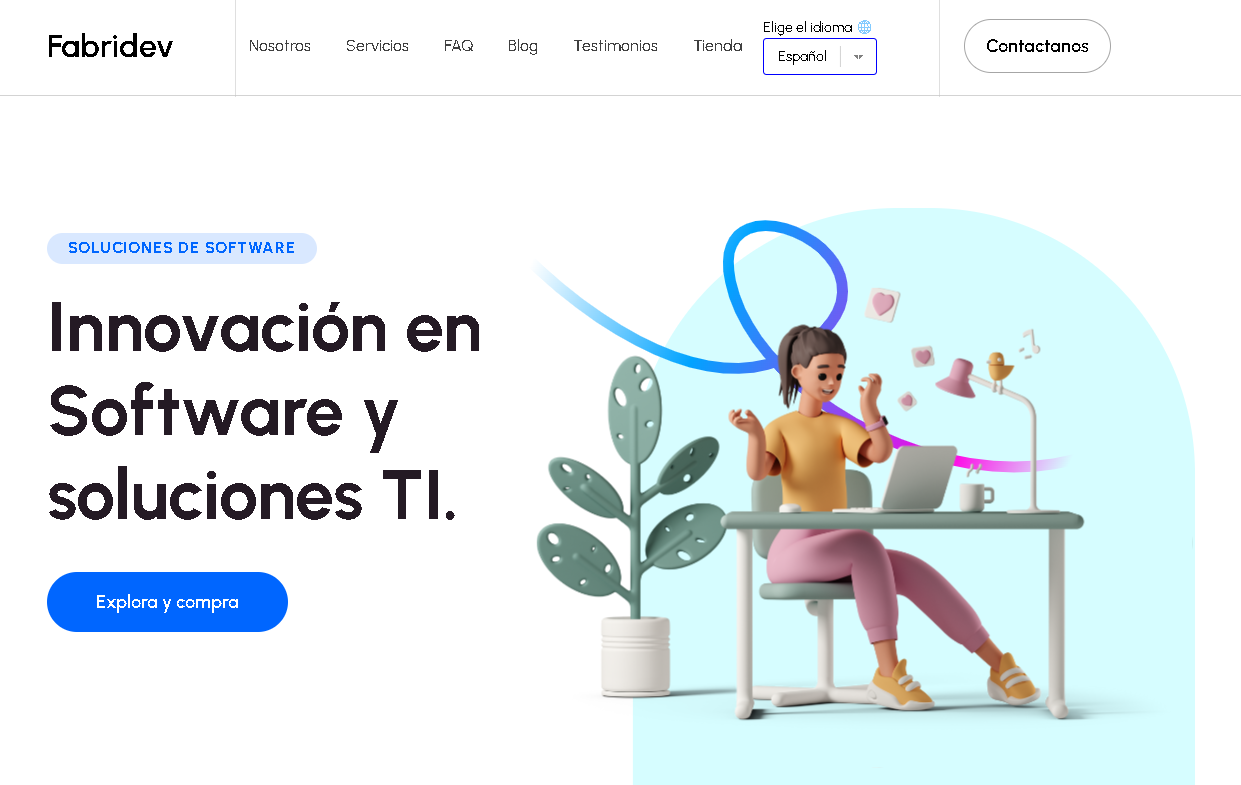 Fabridev
Nosotros Servicios FAQ Blog Testimonios Tienda
Elige el idioma 🌐
Español
Contactanos
SOLUCIONES DE SOFTWARE
Innovación en
Software y
soluciones TI.
Explora y compra